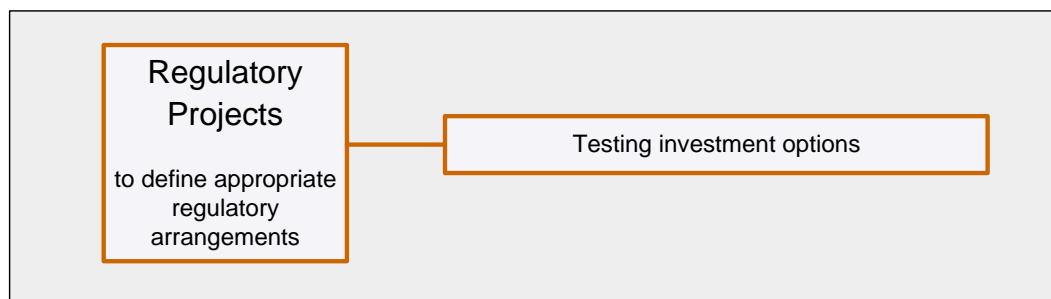 Regulatory
Projects
to define appropriate
regulatory
arrangements
Testing investment options